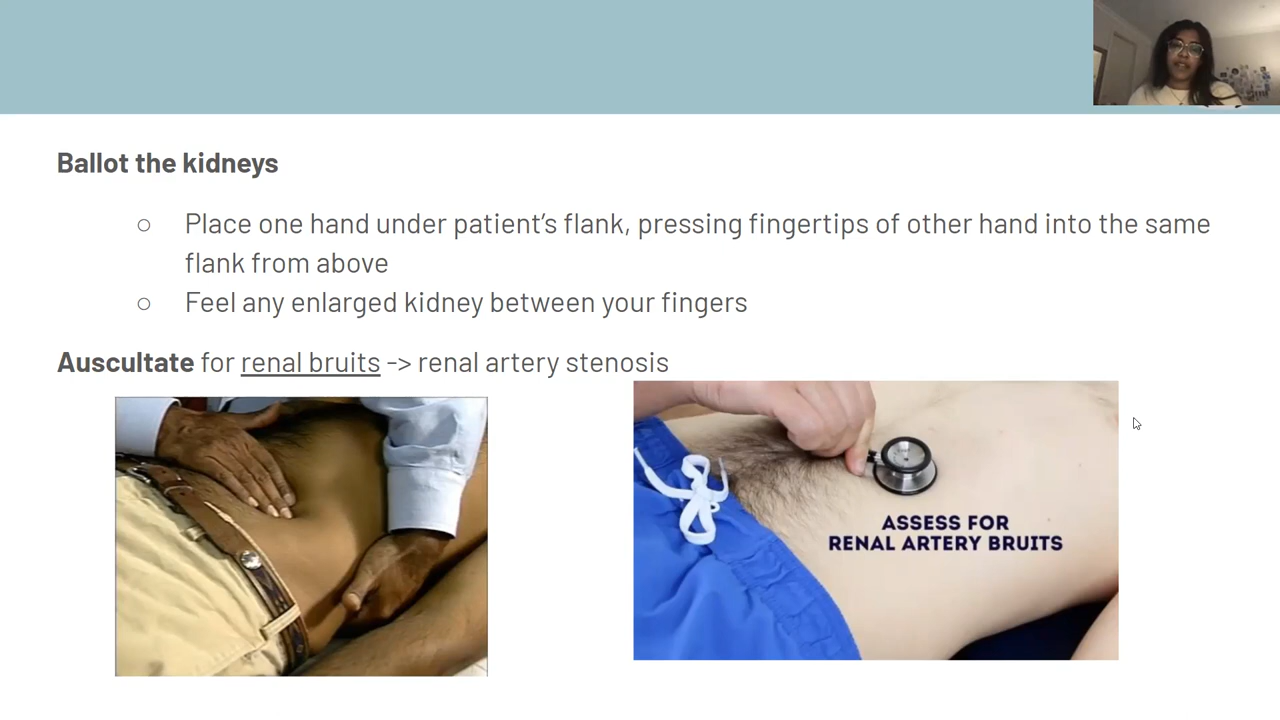 Ballot the kidneys
○ Place one hand under patient’s flank, pressing fingertips of other hand into the same
flank from above
○ Feel any enlarged kidney between your fingers
Auscultate for renal bruits -> renal artery stenosis
ASSESS FOR
RENAL ARTERY BRUITS